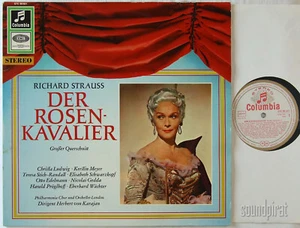 Columbia
STEREO
RICHARD STRAUSS
DER
ROSEN-
KAVALIER
Großer Querschnitt
Christa Ludwig · Kerstin Meyer
Teresa Stich-Randall · Elisabeth Schwarzkopf
Otto Edelmann · Nicolai Gedda
Harald Pröglhöf · Eberhard Wächter
Philharmonia Chor und Orchester London
Dirigent Herbert von Karajan
Columbia
soundpirat